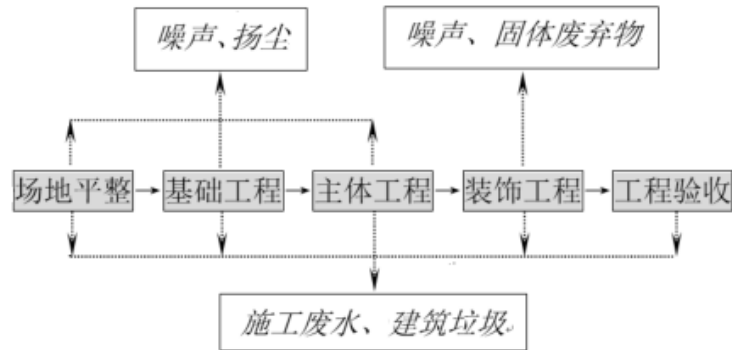 噪声、扬尘
噪声、固体废弃物
场地平整
基础工程
主体工程
装饰工程
工程验收
施工废水、建筑垃圾